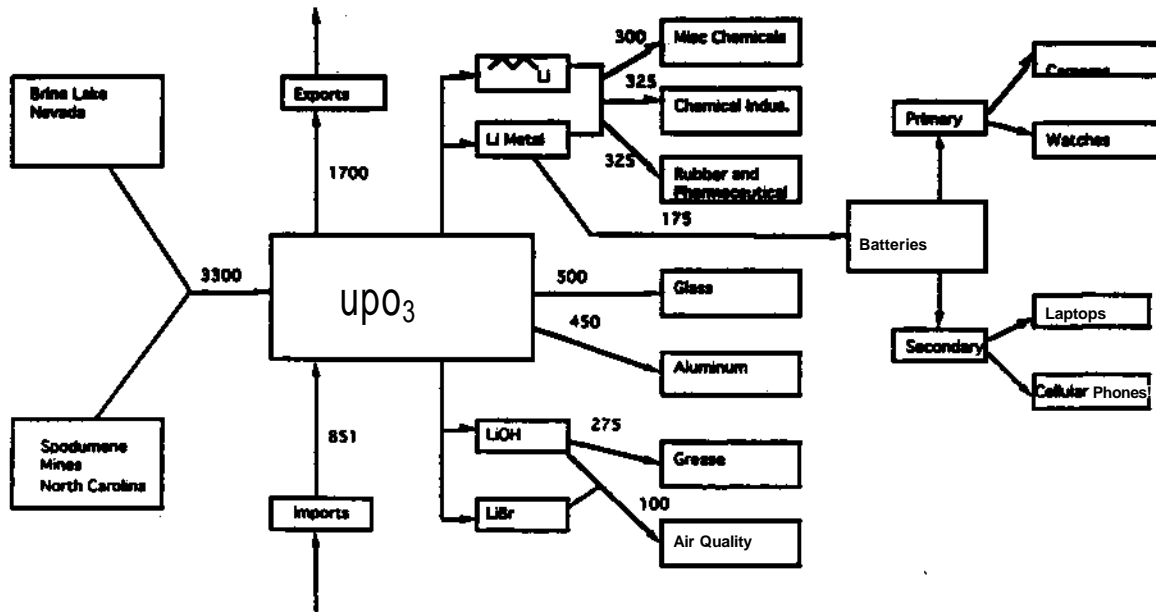 Brine Lake
Nevada
Spodumene
Mines
North Carolina
3300
Exports
1700
upo₃
851
Imports
Li
Li Metal
300
325
325
175
Misc Chemicals
Chemical Indus.
Rubber and
Pharmaceutical
500
Glass
450
Aluminum
LiOH
LiBr
275
Grease
100
Air Quality
Batteries
Primary
Watches
Secondary
Laptops
Cellular Phones